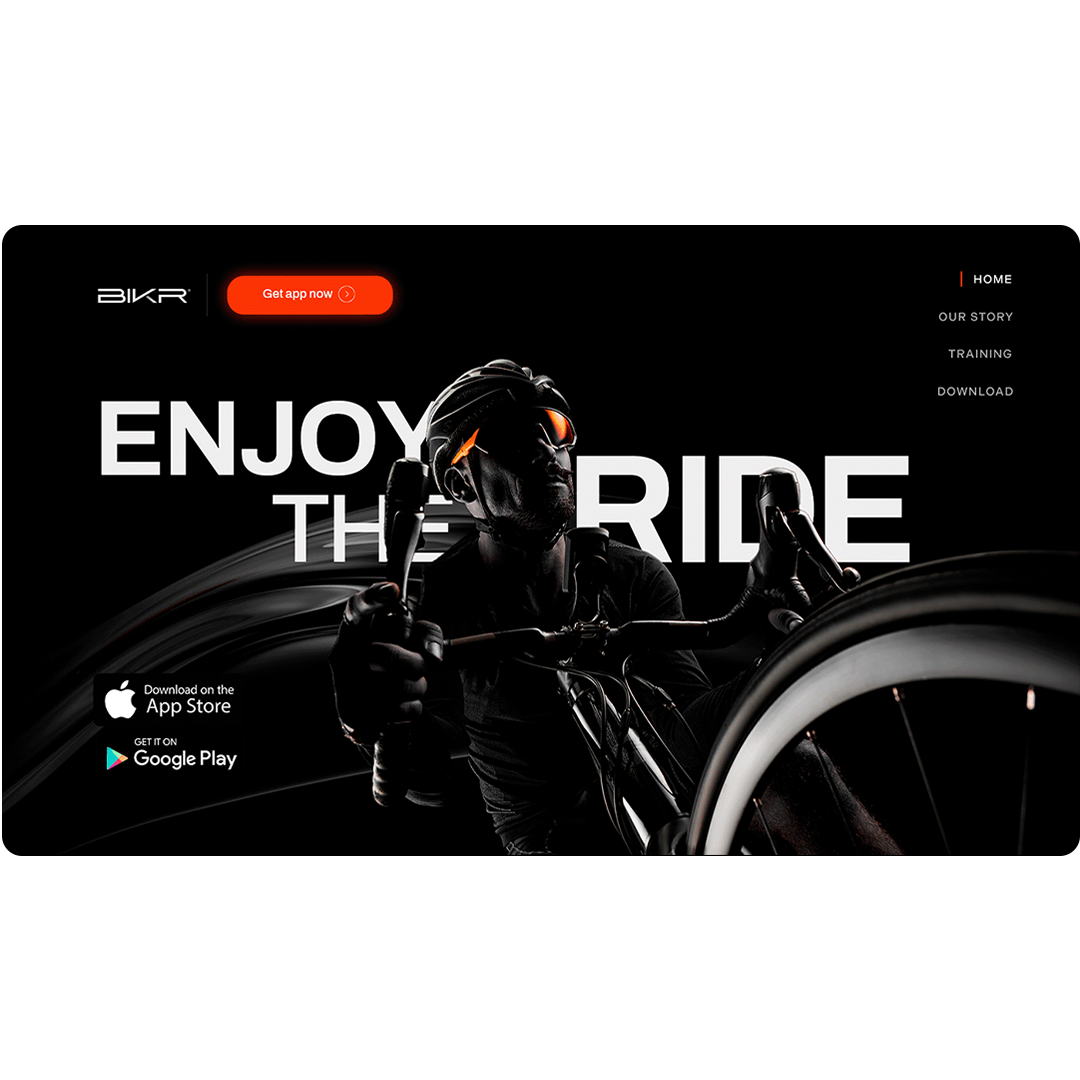 BIKR
Get app now
HOME
OUR STORY
TRAINING
DOWNLOAD
ENJOY
THE
RIDE
Download on the
App Store
GET IT ON
Google Play